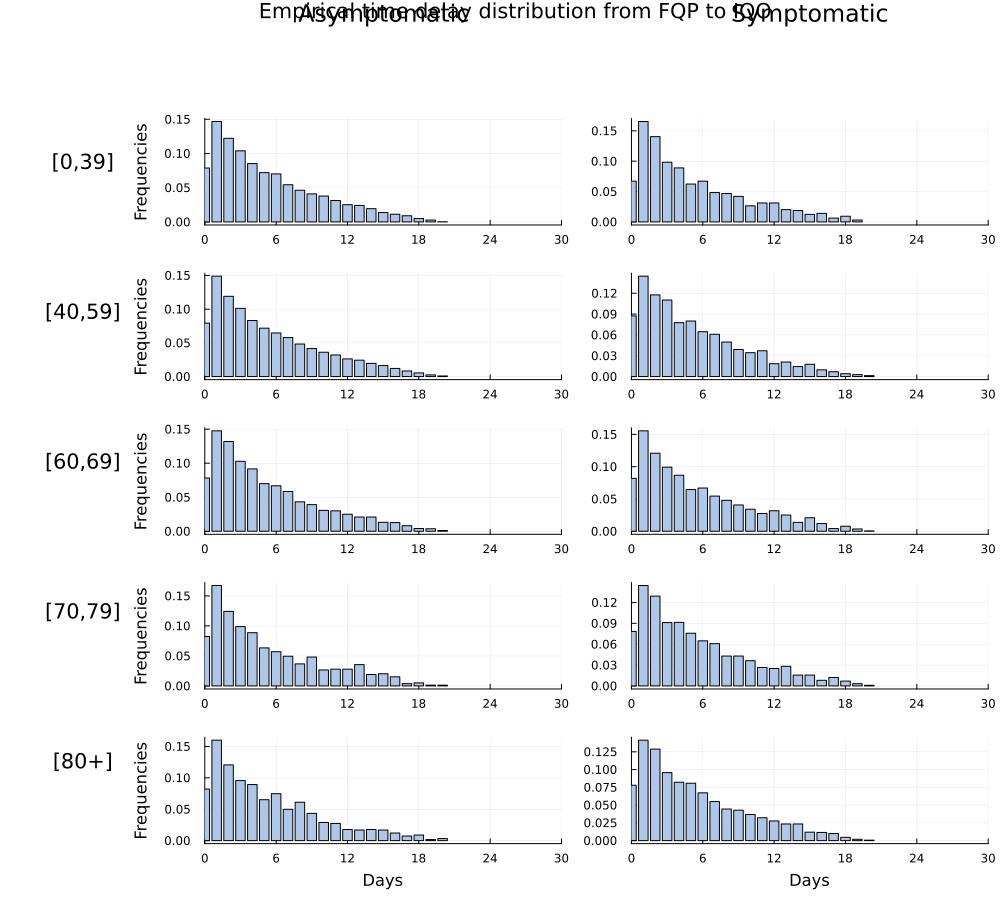 Empirical time delay distribution from FQP to IQO
Asymptomatic Symptomatic
[0,39]
Frequencies
0.15 0.10 0.05 0.00
0 6 12 18 24 30
0.15 0.10 0.05 0.00
0 6 12 18 24 30
[40,59]
Frequencies
0.15 0.10 0.05 0.00
0 6 12 18 24 30
0.12 0.09 0.06 0.03 0.00
0 6 12 18 24 30
[60,69]
Frequencies
0.15 0.10 0.05 0.00
0 6 12 18 24 30
0.15 0.10 0.05 0.00
0 6 12 18 24 30
[70,79]
Frequencies
0.15 0.10 0.05 0.00
0 6 12 18 24 30
0.12 0.09 0.06 0.03 0.00
0 6 12 18 24 30
[80+]
Frequencies
0.15 0.10 0.05 0.00
0 6 12 18 24 30
Days
0.125 0.100 0.075 0.050 0.025 0.000
0 6 12 18 24 30
Days